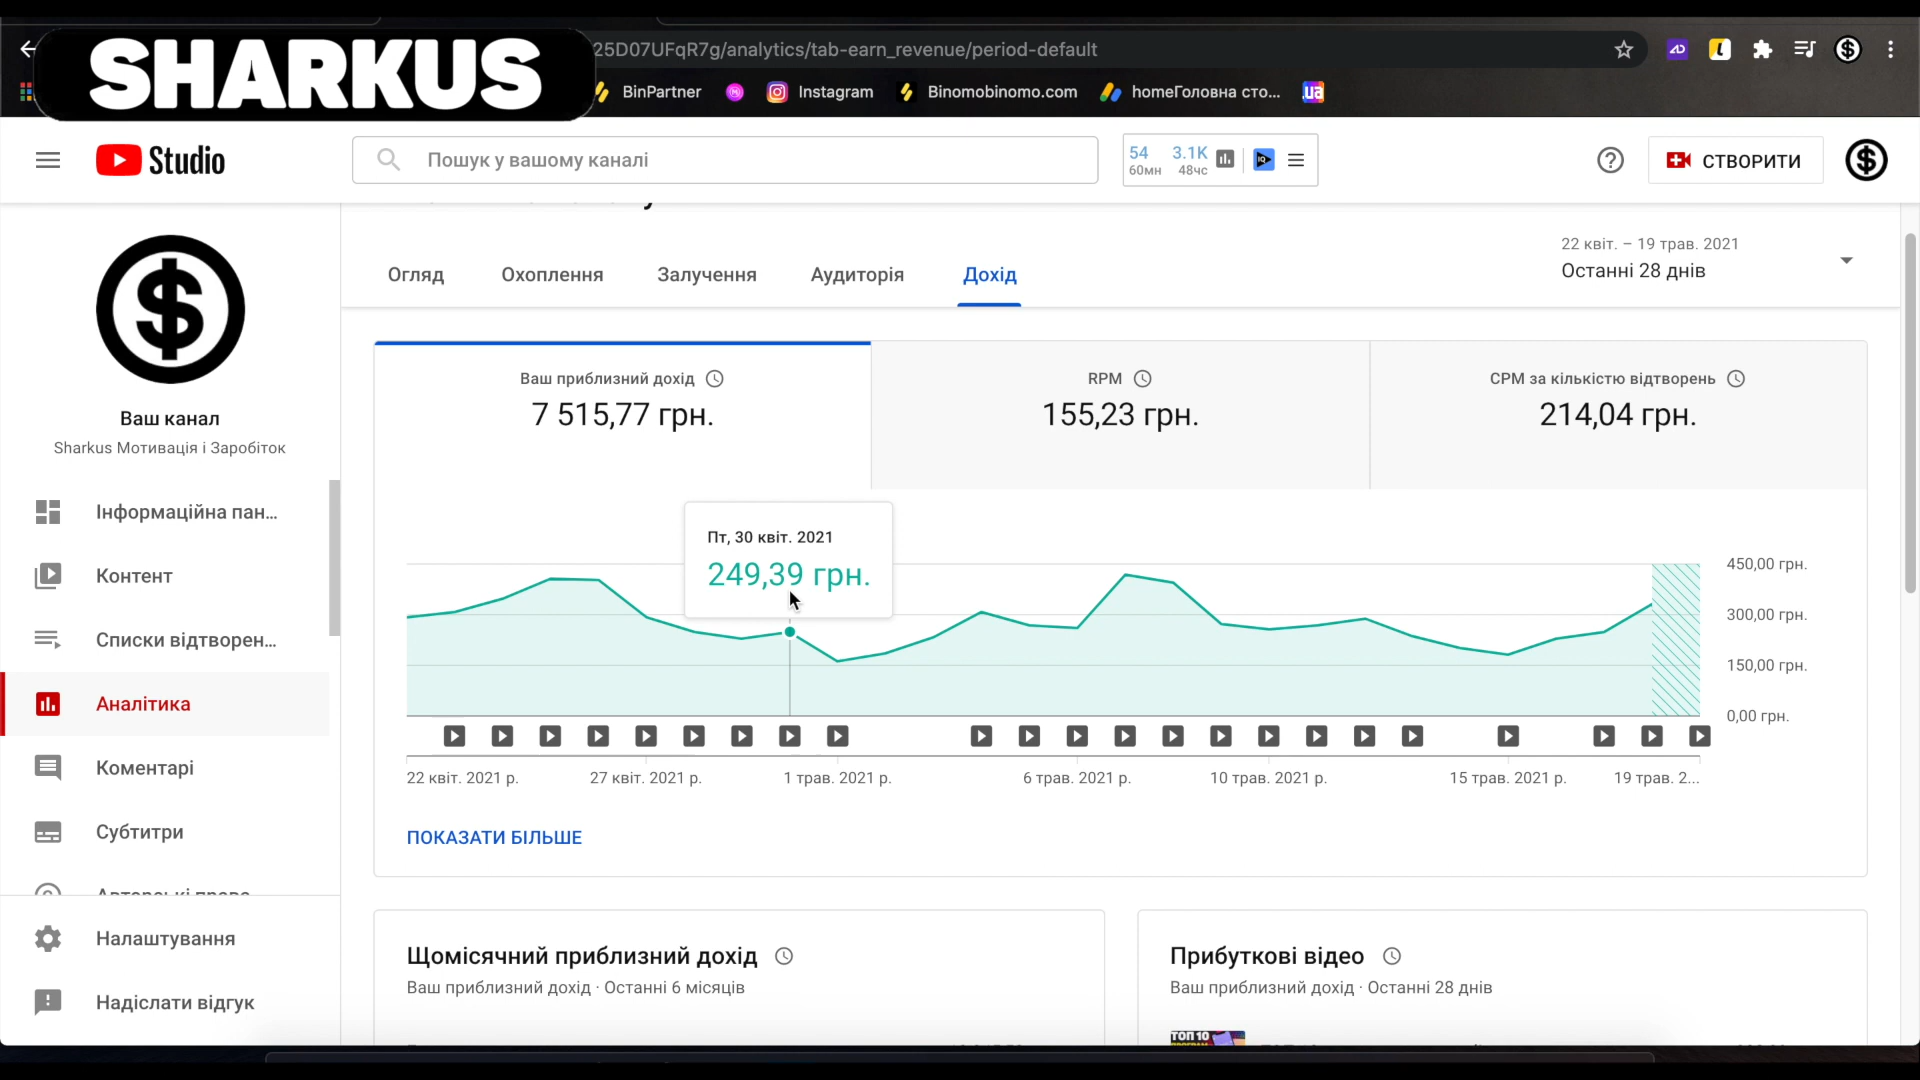 SHARKUS
25D07UFqR7g/analytics/tab-earn_revenue/period-default
BinPartner
Instagram
Binomobinomo.com
homeГоловна сто...
.ua
Studio
Пошук у вашому каналі
54
60мн
3.1K
48чс
СТВОРИТИ
Ваш канал
Sharkus Мотивація і Заробіток
Інформаційна пан...
Контент
Списки відтворен...
Аналітика
Коментарі
Субтитри
Авторські права
Налаштування
Надіслати відгук
Огляд
Охоплення
Залучення
Аудиторія
Дохід
22 квіт. – 19 трав. 2021
Останні 28 днів
Ваш приблизний дохід
7 515,77 грн.
RPM
155,23 грн.
CPM за кількістю відтворень
214,04 грн.
Пт, 30 квіт. 2021
249,39 грн.
450,00 грн.
300,00 грн.
150,00 грн.
0,00 грн.
22 квіт. 2021 р.
27 квіт. 2021 р.
1 трав. 2021 р.
6 трав. 2021 р.
10 трав. 2021 р.
15 трав. 2021 р.
19 трав. 2...
ПОКАЗАТИ БІЛЬШЕ
Щомісячний приблизний дохід
Ваш приблизний дохід · Останні 6 місяців
Прибуткові відео
Ваш приблизний дохід · Останні 28 днів
ТОП 10